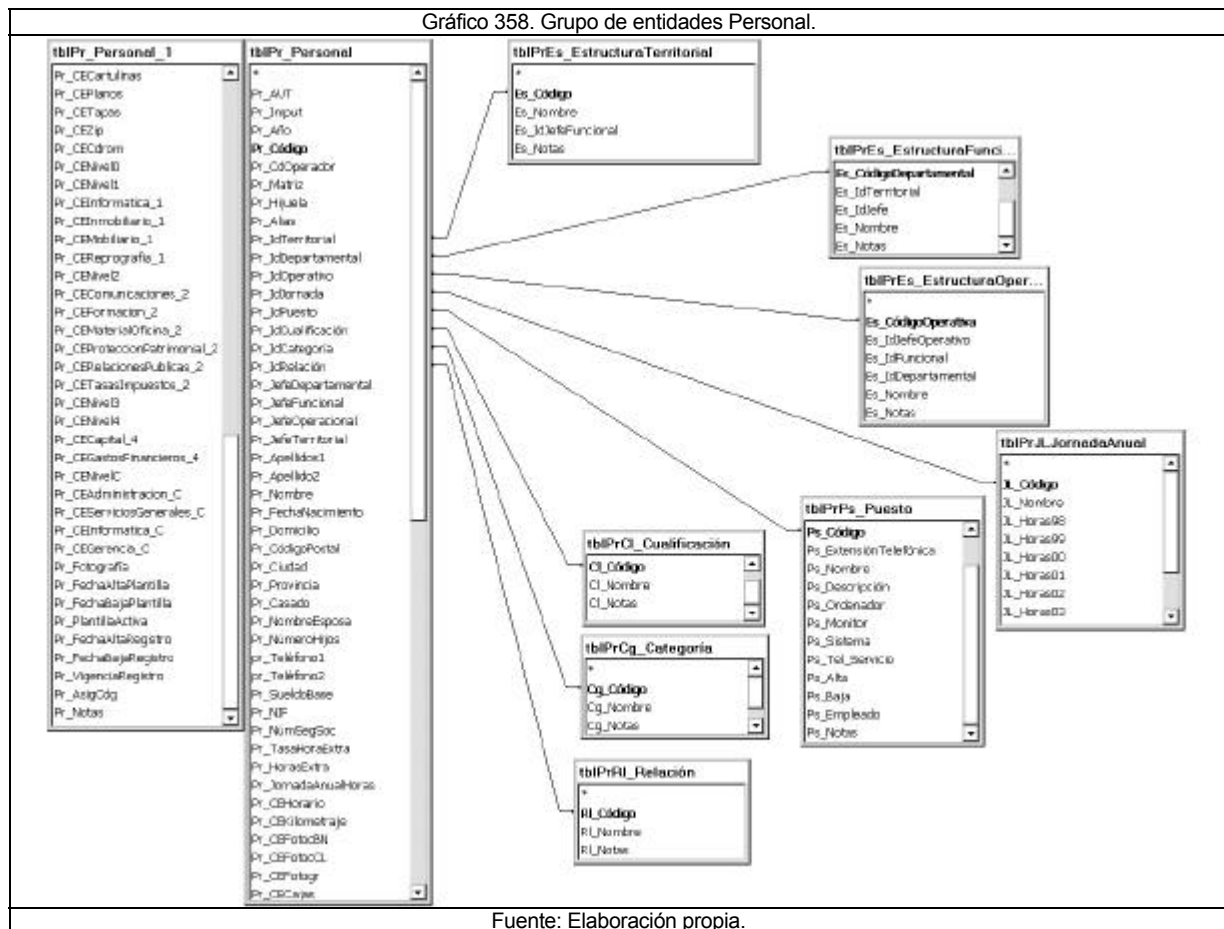 Gráfico 358. Grupo de entidades Personal.
tblPr_Personal_1
Pr_CECartulinas
Pr_CEPlanos
Pr_CETapas
Pr_CEZip
Pr_CECdrom
Pr_CENivel0
Pr_CENivel1
Pr_CEInformatica_1
Pr_CEInmobiliario_1
Pr_CEMobiliario_1
Pr_CEReprografia_1
Pr_CENivel2
Pr_CEComunicaciones_2
Pr_CEFormacion_2
Pr_CEMaterialOficina_2
Pr_CEProteccionPatrimonial_2
Pr_CERelacionesPublicas_2
Pr_CETasasImpuestos_2
Pr_CENivel3
Pr_CENivel4
Pr_CECapital_4
Pr_CEGastosFinancieros_4
Pr_CENivelC
Pr_CEAdministracion_C
Pr_CEServiciosGenerales_C
Pr_CEInformatica_C
Pr_CEGerencia_C
Pr_Fotografía
Pr_FechaAltaPlantilla
Pr_FechaBajaPlantilla
Pr_PlantillaActiva
Pr_FechaAltaRegistro
Pr_FechaBajaRegistro
Pr_VigenciaRegistro
Pr_AsigCdg
Pr_Notas
tblPr_Personal
*
Pr_AUT
Pr_Input
Pr_Año
Pr_Código
Pr_CdOperador
Pr_Matriz
Pr_Hijuela
Pr_Alias
Pr_IdTerritorial
Pr_IdDepartamental
Pr_IdOperativo
Pr_IdJornada
Pr_IdPuesto
Pr_IdCualificación
Pr_IdCategoria
Pr_IdRelación
Pr_JefeDepartamental
Pr_JefeFuncional
Pr_JefeOperacional
Pr_JefeTerritorial
Pr_Apellidos1
Pr_Apellido2
Pr_Nombre
Pr_FechaNacimiento
Pr_Domicilio
Pr_CódigoPostal
Pr_Ciudad
Pr_Provincia
Pr_Casado
Pr_NombreEsposa
Pr_NúmeroHijos
pr_Teléfono1
pr_Teléfono2
Pr_SueldoBase
Pr_NIF
Pr_NumSegSoc
Pr_TasaHoraExtra
Pr_HorasExtra
Pr_JornadaAnualHoras
Pr_CEHorario
Pr_CEKilometraje
Pr_CEFotocBN
Pr_CEFotocCL
Pr_CEFotogr
Pr_CECajas
tblPrEs_EstructuraTerritorial
*
Es_Código
Es_Nombre
Es_IdJefeFuncional
Es_Notas
tblPrEs_EstructuraFunci...
Es_CódigoDepartamental
Es_IdTerritorial
Es_IdJefe
Es_Nombre
Es_Notas
tblPrEs_EstructuraOper...
*
Es_CódigoOperativa
Es_IdJefeOperativo
Es_IdFuncional
Es_IdDepartamental
Es_Nombre
Es_Notas
tblPrJLJornadaAnual
*
JL_Código
JL_Nombre
JL_Horas98
JL_Horas99
JL_Horas00
JL_Horas01
JL_Horas02
JL_Horas03
tblPrPs_Puesto
Ps_Código
Ps_ExtensiónTelefónica
Ps_Nombre
Ps_Descripción
Ps_Ordenador
Ps_Monitor
Ps_Sistema
Ps_Tel_Servicio
Ps_Alta
Ps_Baja
Ps_Empleado
Ps_Notas
tblPrCl_Cualificación
Cl_Código
Cl_Nombre
Cl_Notas
tblPrCg_Categoría
*
Cg_Código
Cg_Nombre
Cg_Notas
tblPrRl_Relación
*
Rl_Código
Rl_Nombre
Rl_Notas
Fuente: Elaboración propia.